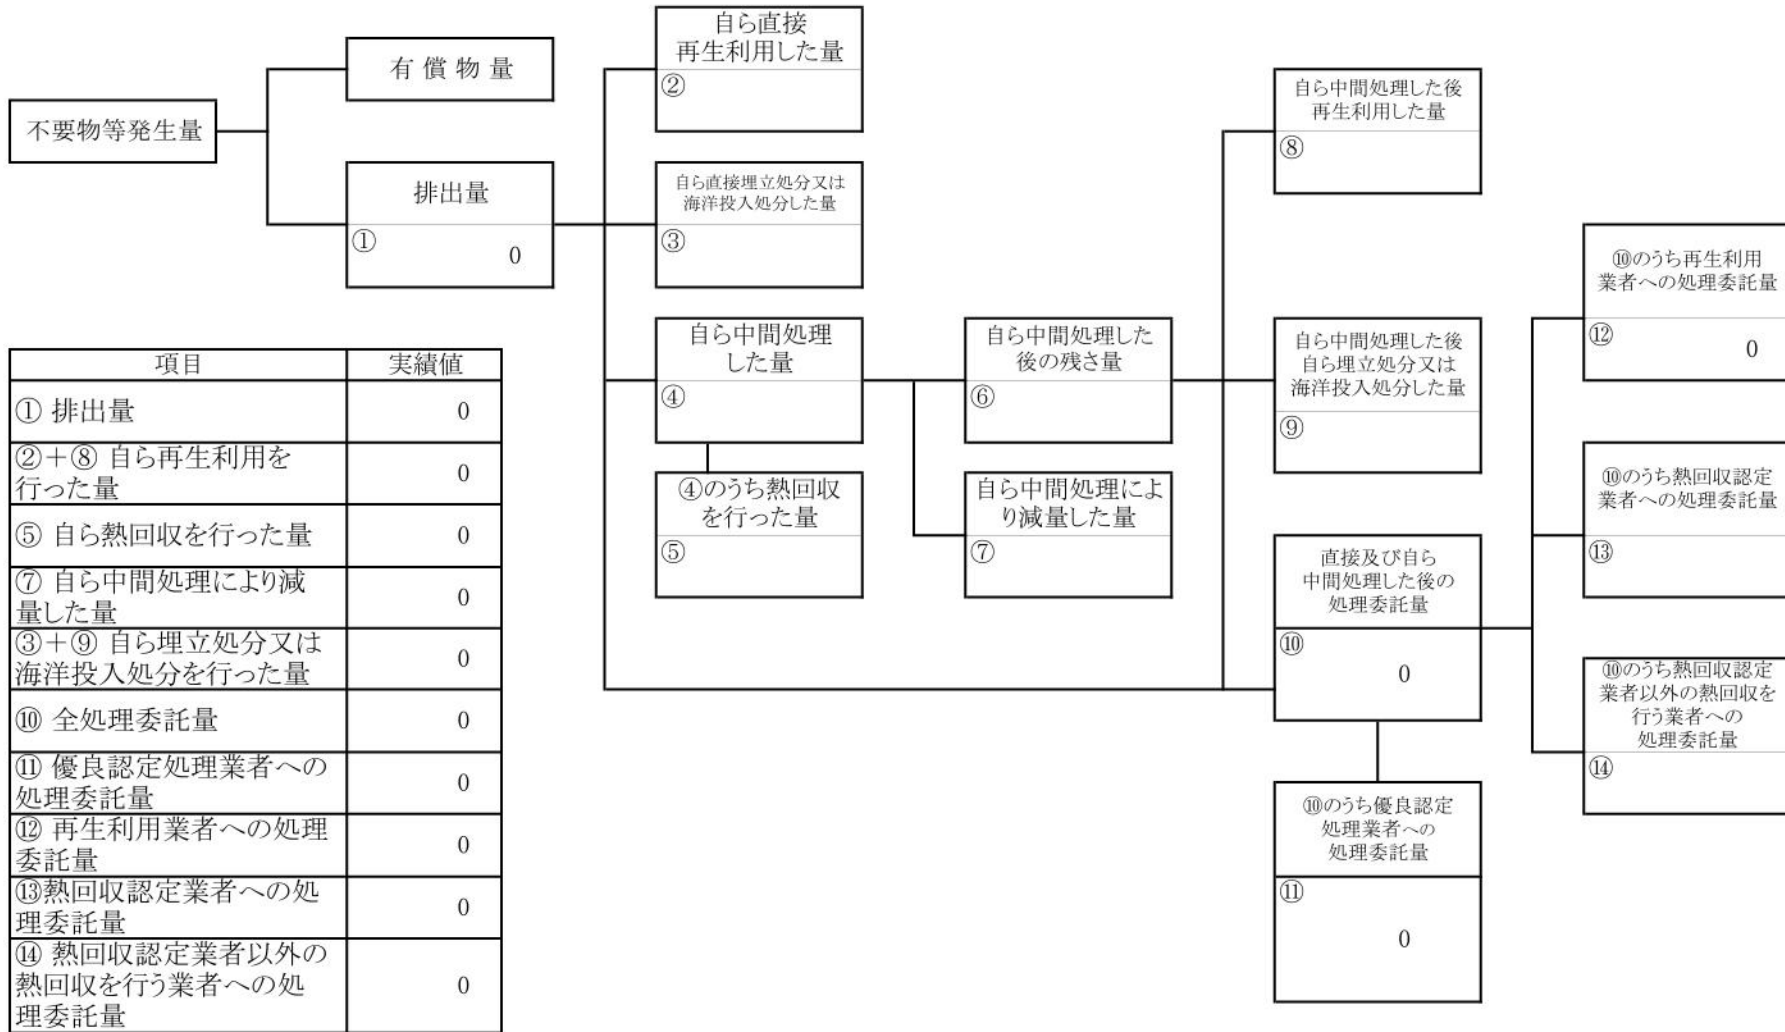 不要物等発生量
有償物量
排出量
①
0
自ら直接
再生利用した量
②
自ら直接埋立処分又は
海洋投入処分した量
③
自ら中間処理
した量
④
④のうち熱回収
を行った量
⑤
自ら中間処理した
後の残さ量
⑥
自ら中間処理によ
り減量した量
⑦
自ら中間処理した後
再生利用した量
⑧
自ら中間処理した後
自ら埋立処分又は
海洋投入処分した量
⑨
直接及び自ら
中間処理した後の
処理委託量
⑩
0
⑩のうち優良認定
処理業者への
処理委託量
⑪
0
⑩のうち再生利用
業者への処理委託量
⑫
0
⑩のうち熱回収認定
業者への処理委託量
⑬
⑩のうち熱回収認定
業者以外の熱回収を
行う業者への
処理委託量
⑭
項目 実績値
① 排出量 0
②+⑧ 自ら再生利用を
行った量 0
⑤ 自ら熱回収を行った量 0
⑦ 自ら中間処理により減
量した量 0
③+⑨ 自ら埋立処分又は
海洋投入処分を行った量 0
⑩ 全処理委託量 0
⑪ 優良認定処理業者への
処理委託量 0
⑫ 再生利用業者への処理
委託量 0
⑬熱回収認定業者への処
理委託量 0
⑭ 熱回収認定業者以外の
熱回収を行う業者への処 0
理委託量